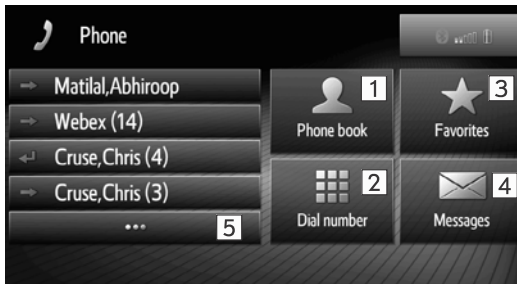 Phone
Matilal,Abhiroop
Webex (14)
Cruse,Chris (4)
Cruse,Chris (3)
•••
5
1
Phone book
3
Favorites
2
Dial number
4
Messages